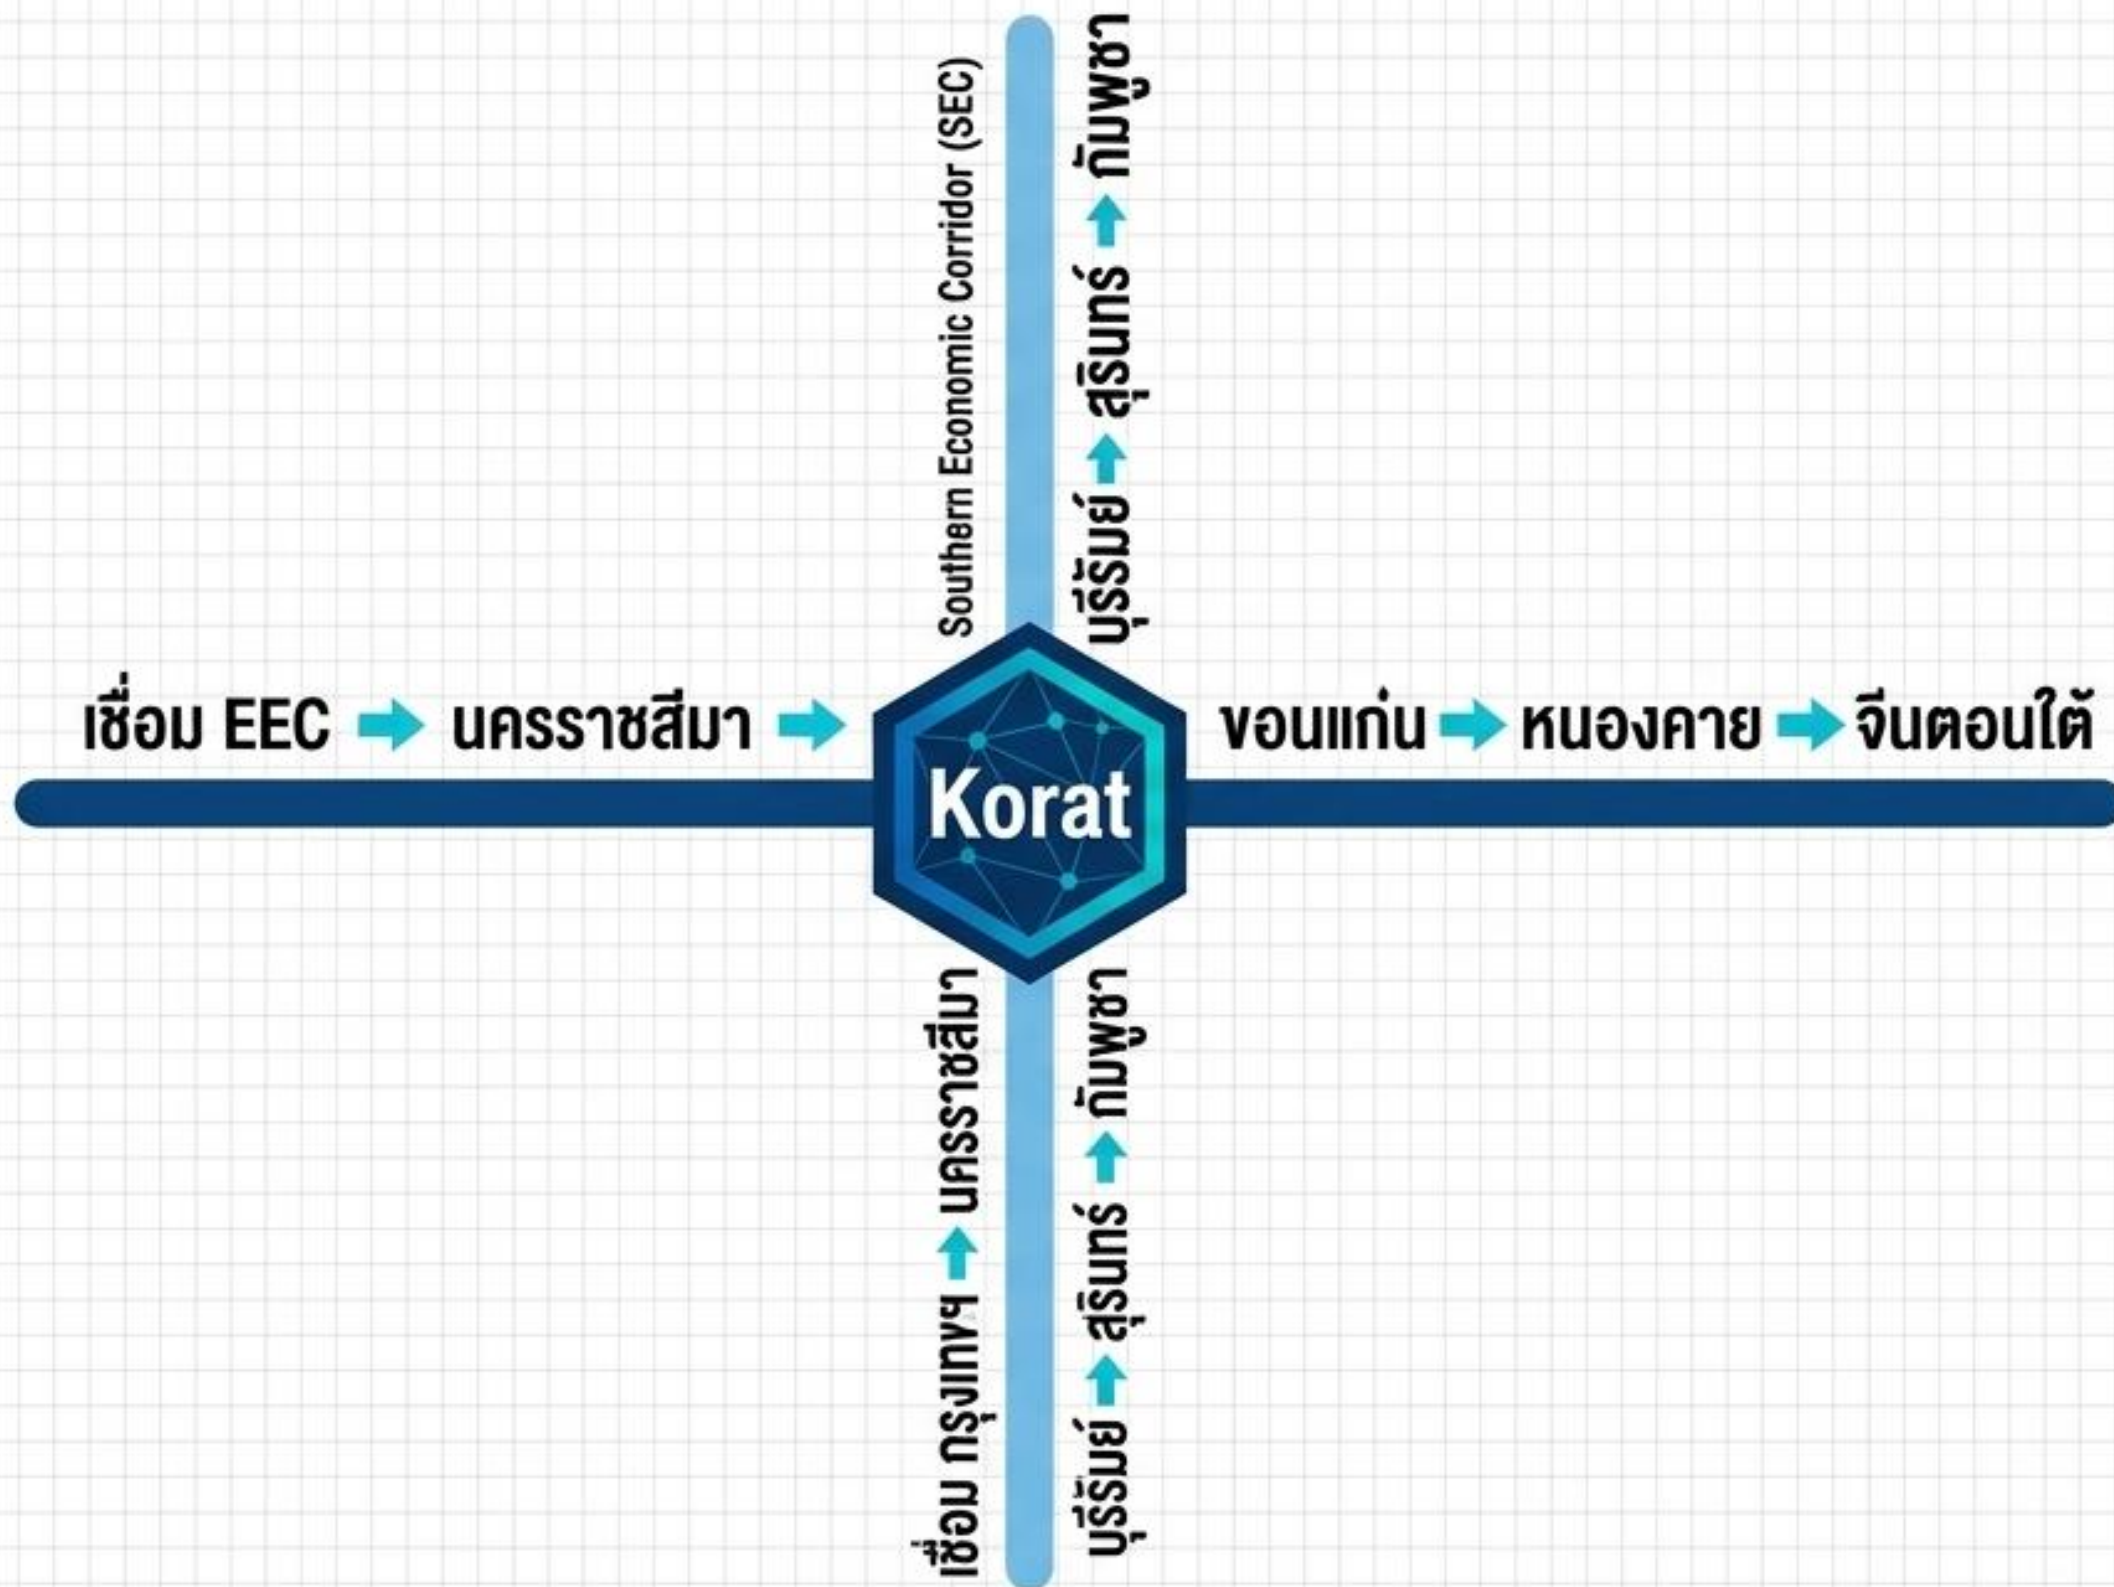 Southern Economic Corridor (SEC)
บุรีรัมย์ สุรินทร์ กัมพูชา
เชื่อม EEC นครราชสีมา
ขอนแก่น หนองคาย จีนตอนใต้
Korat
เชื่อม กรุงเทพฯ นครราชสีมา
บุรีรัมย์ สุรินทร์ กัมพูชา